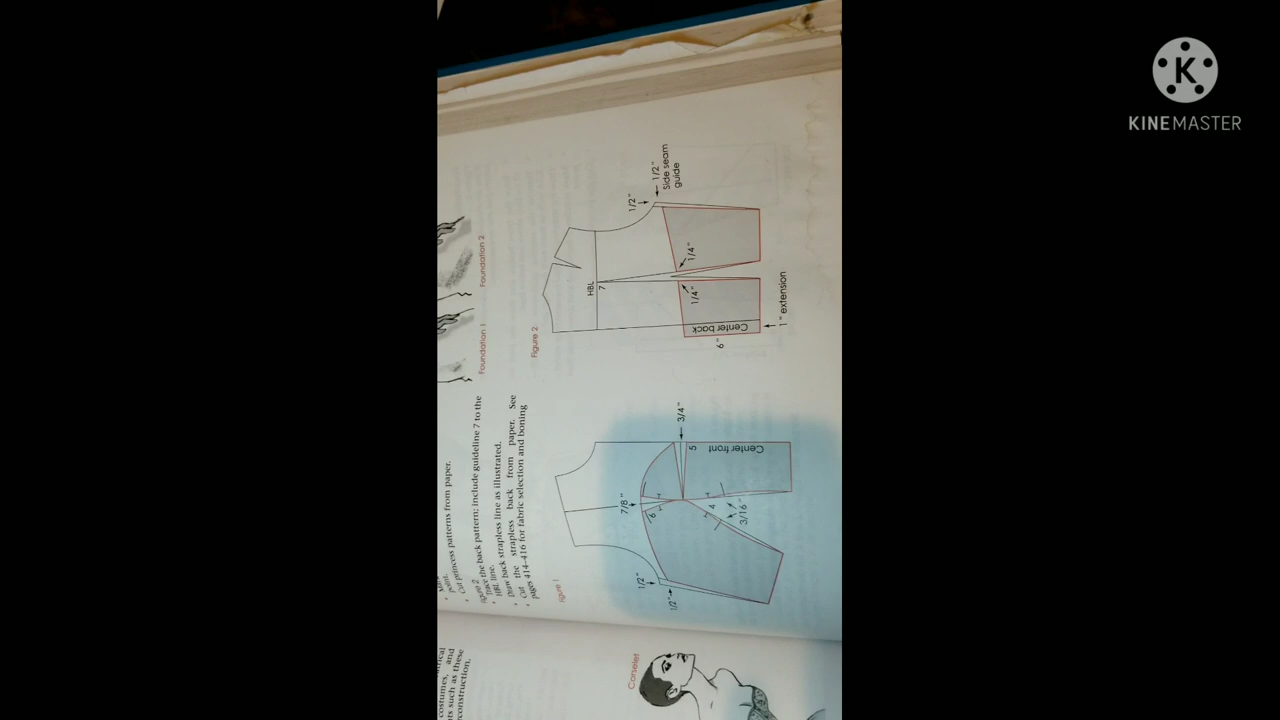 KINEMASTER
costumes, and
ts such as these
construction.
Corselet
point.
• Cut princess patterns from paper.
Figure 2
• Trace the back pattern; include guideline 7 to the
HBL line.
• Draw back strapless line as illustrated.
• Cut the strapless back from paper. See
pages 414–416 for fabric selection and boning
Foundation 1
Foundation 2
igure 1
7/8"
1/2"
1/2"
6
4
3/16"
5
3/4"
Center front
Figure 2
HBL
7
1/2"
1/2"
Side seam
guide
1/4"
1/4"
Center back
6"
1" extension